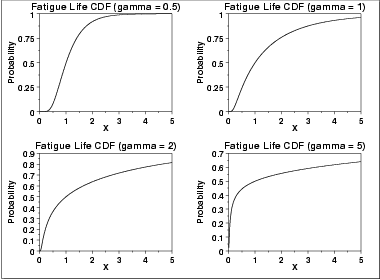 Fatigue Life CDF (gamma = 0.5)
Probability
1
0.75
0.5
0.25
0
0 1 2 3 4 5
X
Fatigue Life CDF (gamma = 1)
Probability
1
0.75
0.5
0.25
0
0 1 2 3 4 5
X
Fatigue Life CDF (gamma = 2)
Probability
0.9
0.8
0.7
0.6
0.5
0.4
0.3
0.2
0.1
0
0 1 2 3 4 5
X
Fatigue Life CDF (gamma = 5)
Probability
0.7
0.6
0.5
0.4
0.3
0.2
0.1
0
0 1 2 3 4 5
X